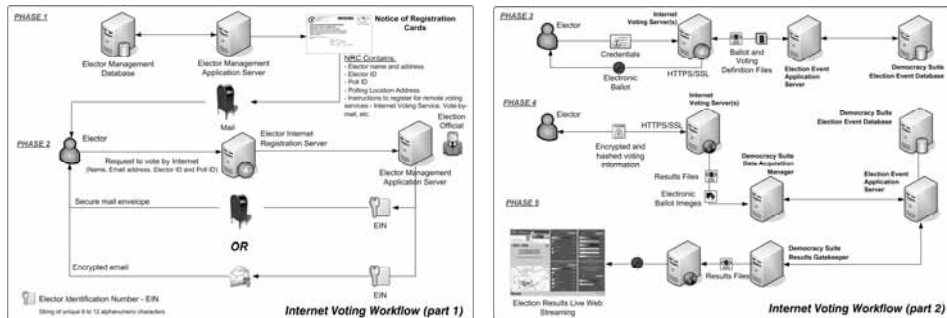 PHASE 1
Notice of Registration
Cards
Elector Management
Database
Elector Management
Application Server
NRC Contains:
- Elector name and address
- Elector ID
- Poll ID
- Polling Location Address
- Instructions to register for remote voting
services - Internet Voting Service, Vote-by-
mail, etc.
Mail
Election
Official
PHASE 2
Elector
Elector Internet
Registration Server
Request to vote by Internet
(Name, Email address, Elector ID and Poll ID)
Elector Management
Application Server
Secure mail envelope
EIN
OR
Encrypted email
EIN
Elector Identification Number - EIN
String of unique 6 to 12 alphanumeric characters
Internet Voting Workflow (part 1)
PHASE 3
Elector
Internet
Voting Server(s)
Credentials
HTTPS/SSL
Electronic
Ballot
Ballot and
Voting
Definition Files
Election Event
Application
Server
Democracy Suite
Election Event Database
PHASE 4
Elector
Internet
Voting Server(s)
HTTPS/SSL
Encrypted and
hashed voting
information
Democracy Suite
Election Event Database
Results Files
Electronic
Ballot Images
Democracy Suite
Data Acquisition
Manager
Election Event
Application
Server
PHASE 5
Democracy Suite
Results Gatekeeper
Results Files
Election Results Live Web
Streaming
Internet Voting Workflow (part 2)